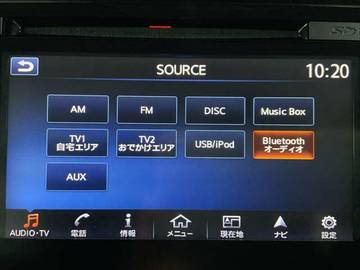 SD
SOURCE
10:20
AM
FM
DISC
Music Box
TV1
自宅エリア
TV2
おでかけエリア
USB/iPod
Bluetooth
オーディオ
AUX
AUDIO・TV
電話
情報
メニュー
現在地
ナビ
設定